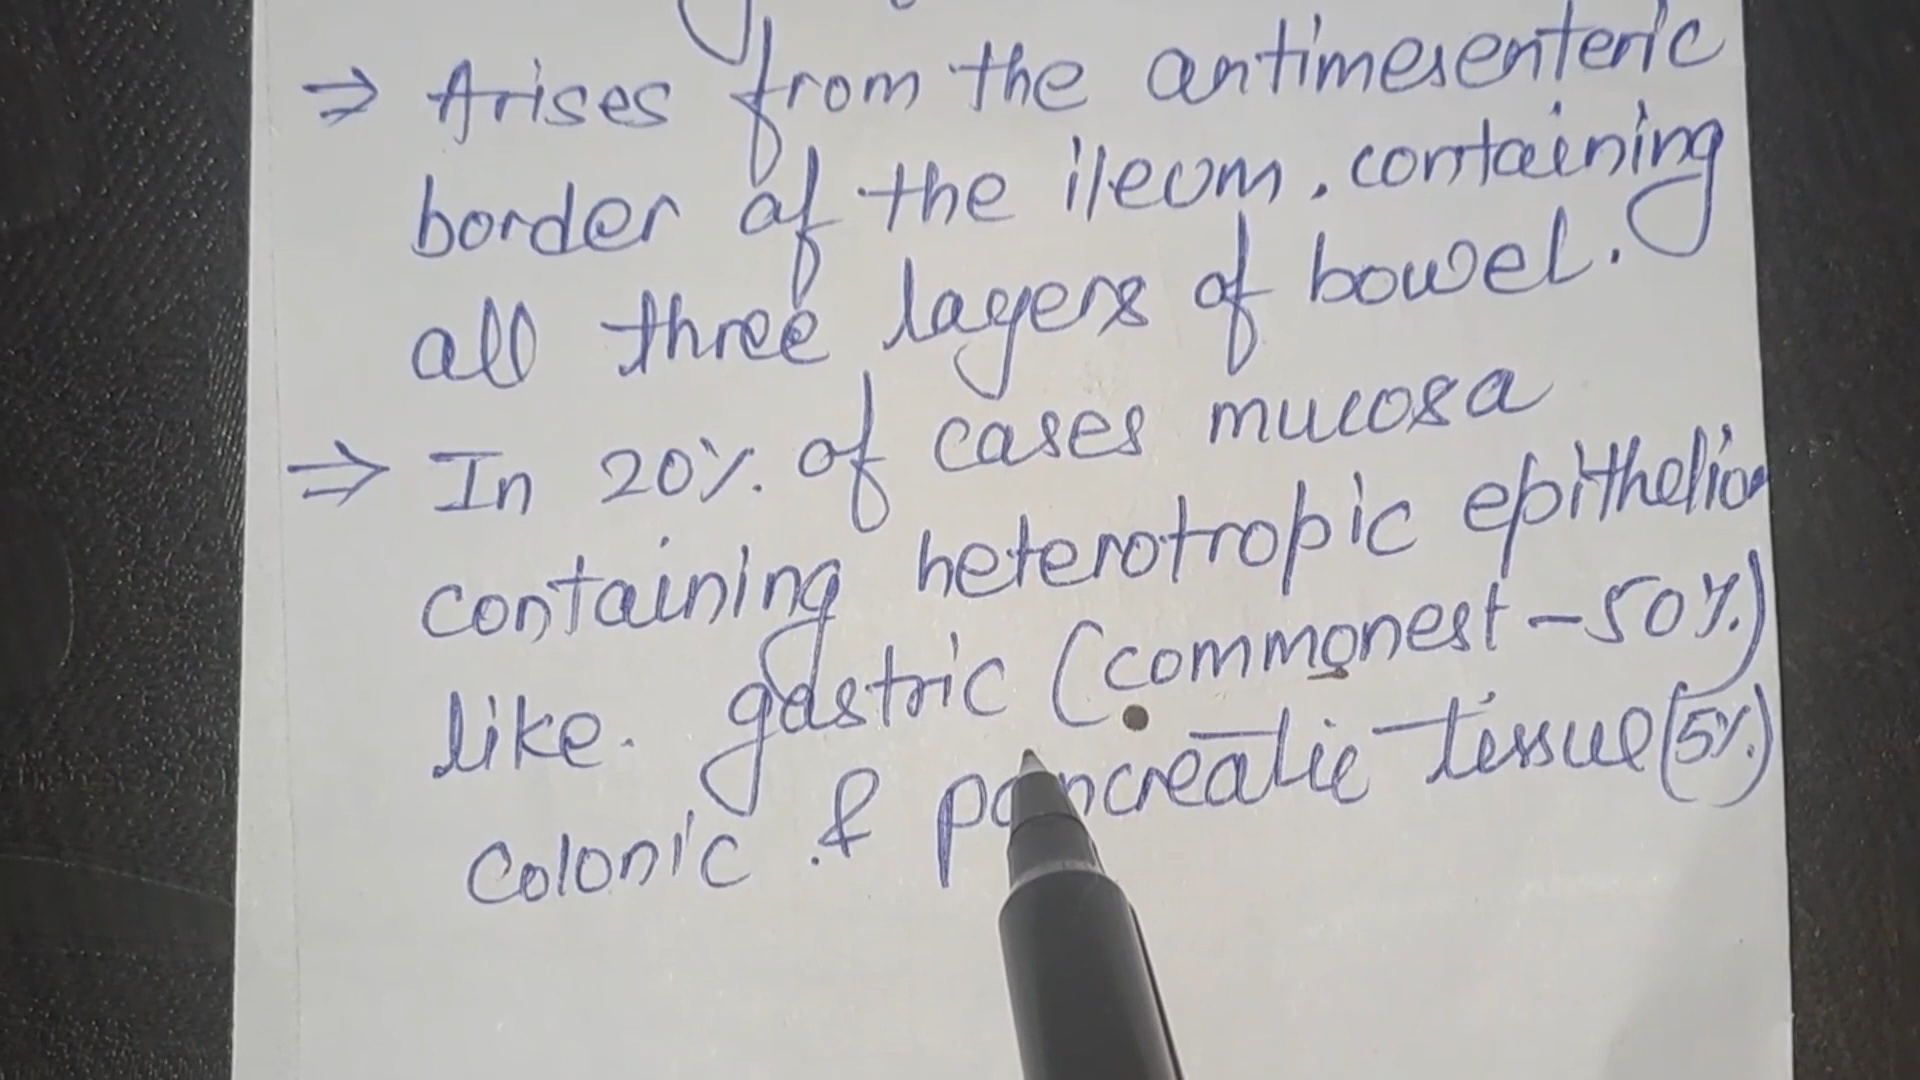 ⇒ Arises from the antimesenteric
border of the ileum. containing
all three layers of bowel.
⇒ In 20% of cases mucosa
containing heterotropic
like. gastric (commonest - 50%)
colonic & pancreatic tissue (5%)